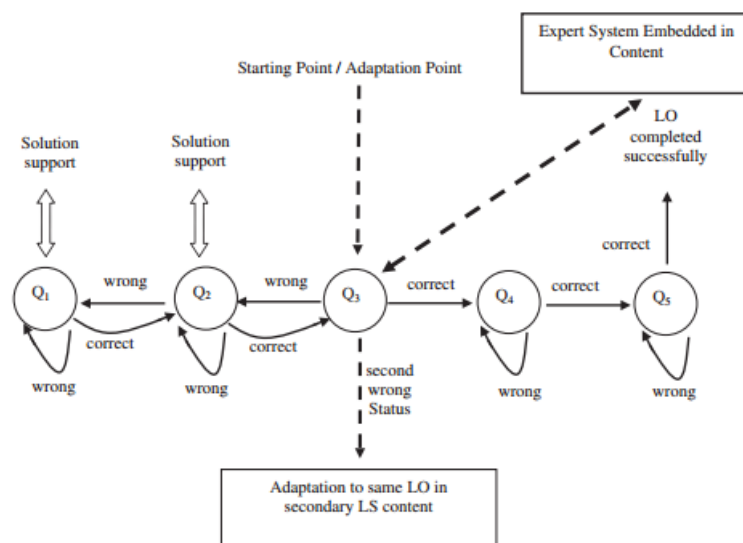 Expert System Embedded in
Content
Starting Point / Adaptation Point
LO
completed
successfully
Solution
support
Solution
support
correct
wrong
wrong
Q1
Q2
Q3
correct
Q4
correct
Q5
correct
correct
wrong
wrong
second
wrong
Status
wrong
wrong
Adaptation to same LO in
secondary LS content